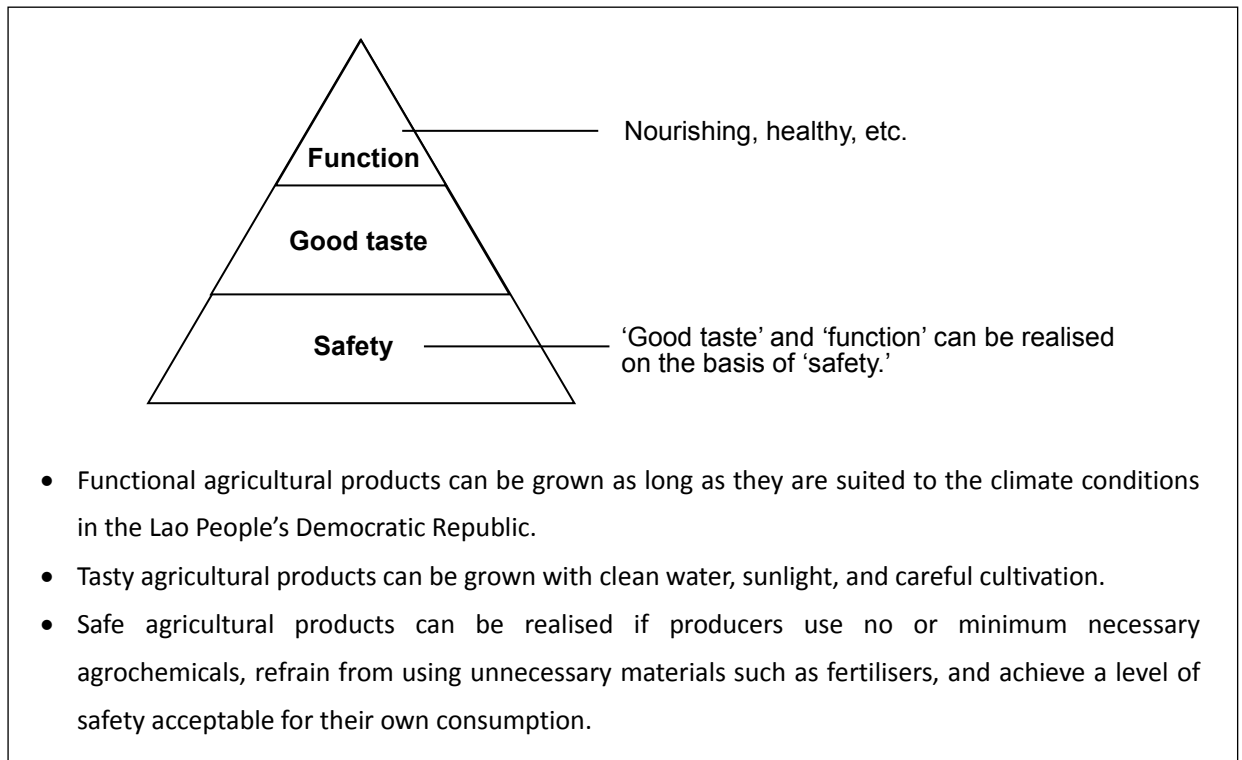 Nourishing, healthy, etc.
Function
Good taste
Safety
‘Good taste’ and ‘function’ can be realised
on the basis of ‘safety.’
• Functional agricultural products can be grown as long as they are suited to the climate conditions
in the Lao People’s Democratic Republic.
• Tasty agricultural products can be grown with clean water, sunlight, and careful cultivation.
• Safe agricultural products can be realised if producers use no or minimum necessary
agrochemicals, refrain from using unnecessary materials such as fertilisers, and achieve a level of
safety acceptable for their own consumption.